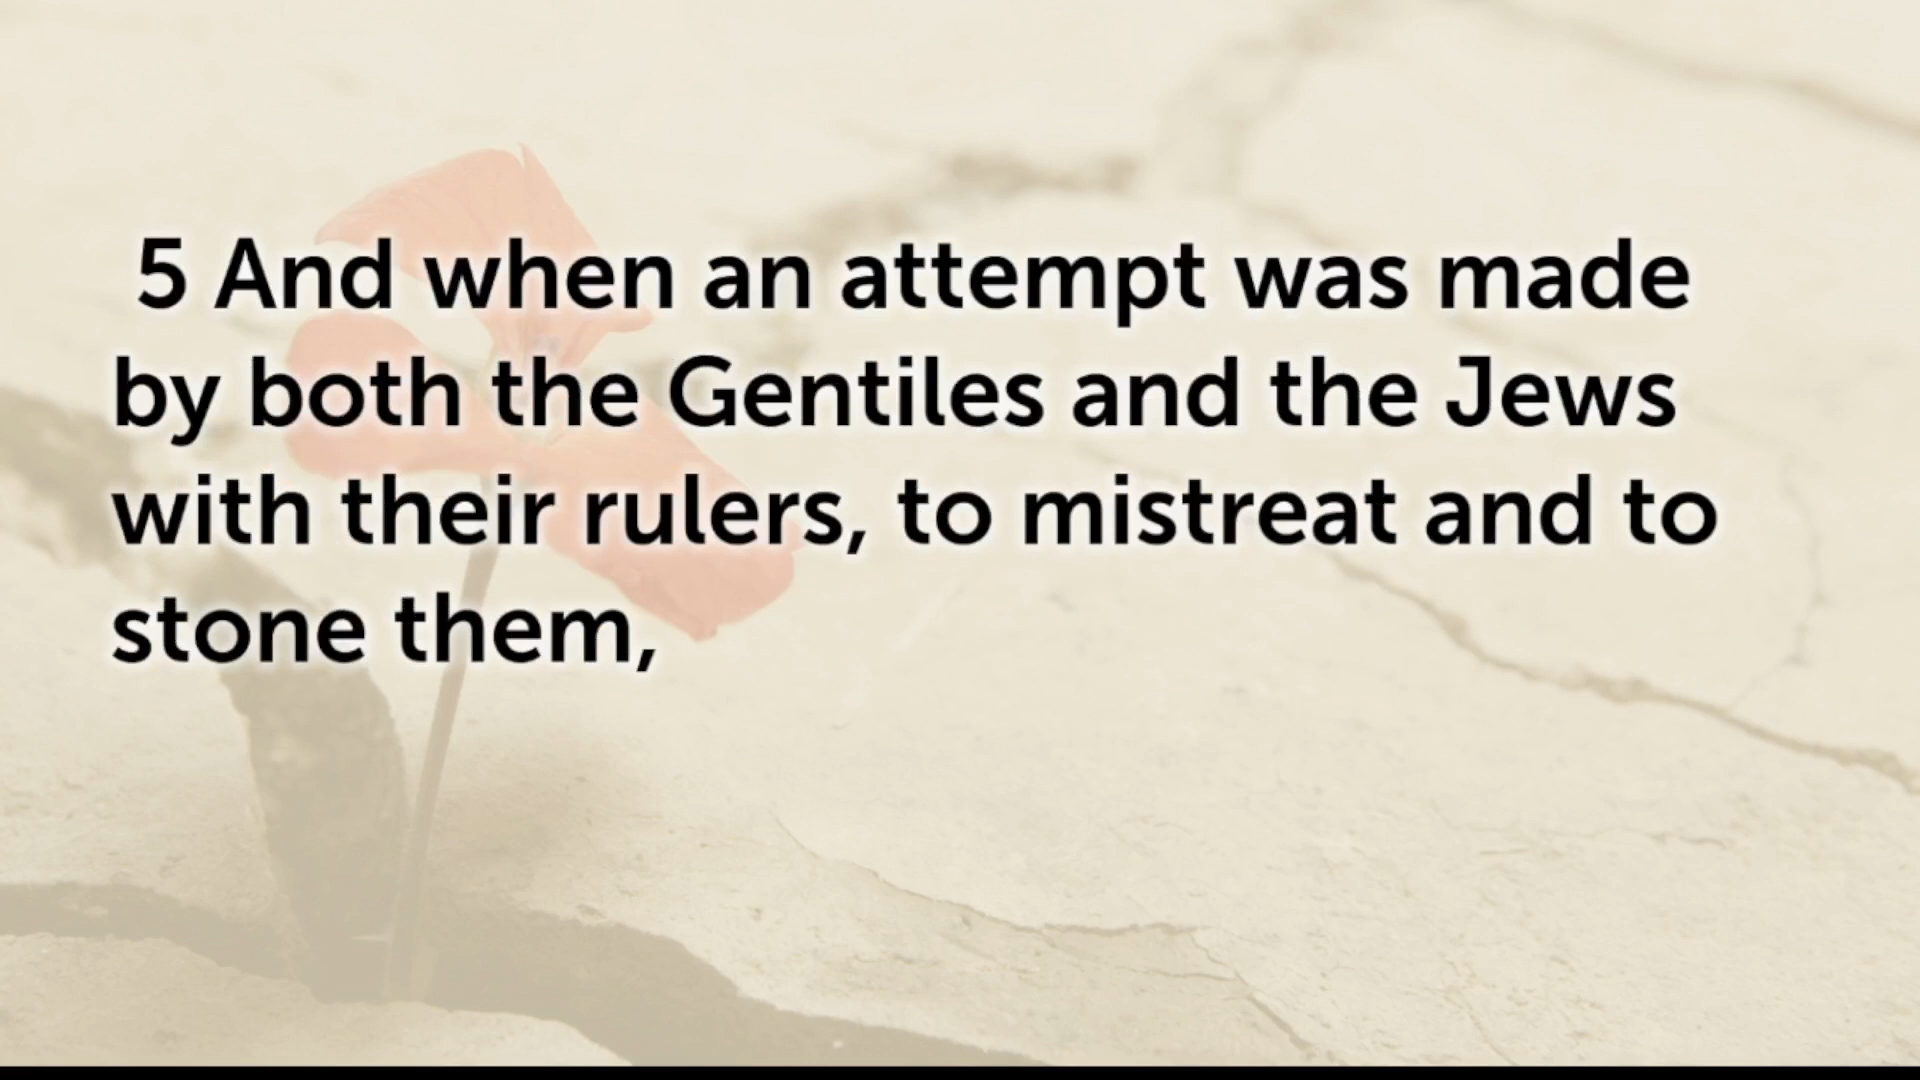 5 And when an attempt was made
by both the Gentiles and the Jews
with their rulers, to mistreat and to
stone them,